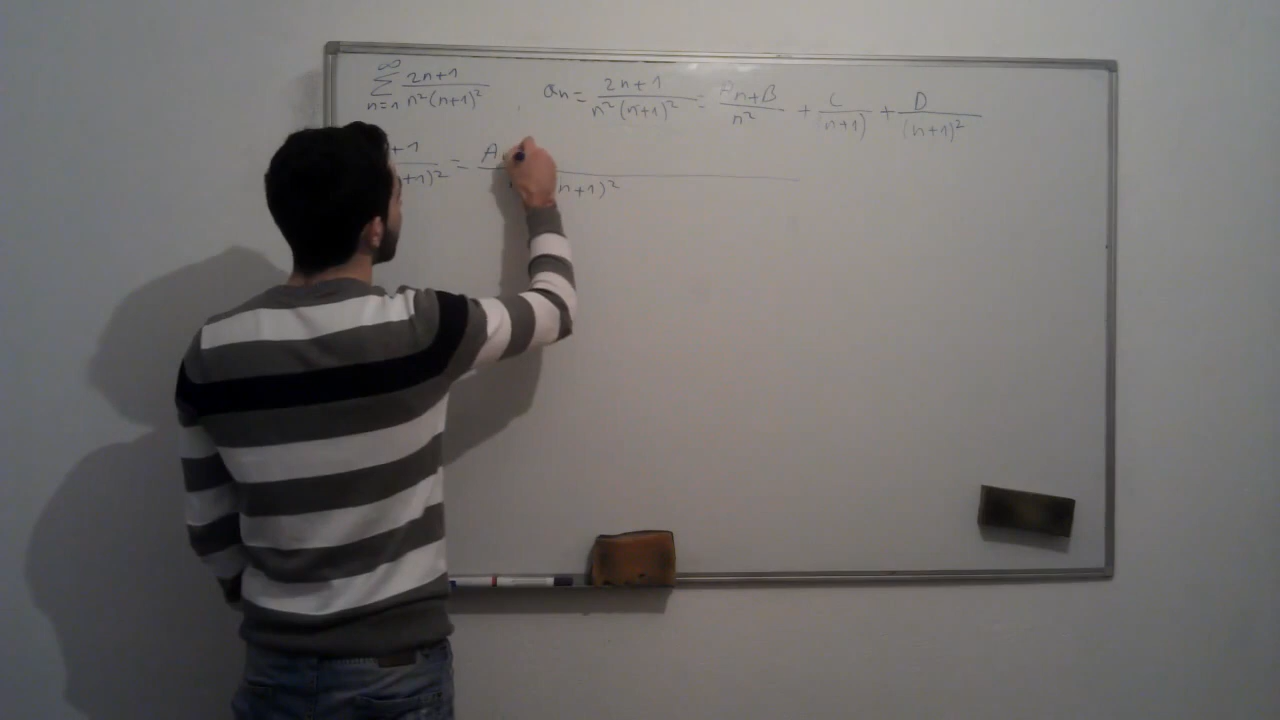 ∞ ∑ n=1 2n+1 / n²(n+1)² an = 2n+1 / n²(n+1)² = An+B / n² + C / (n+1) + D / (n+1)²
+1 / n+1)² = A / n+1)²